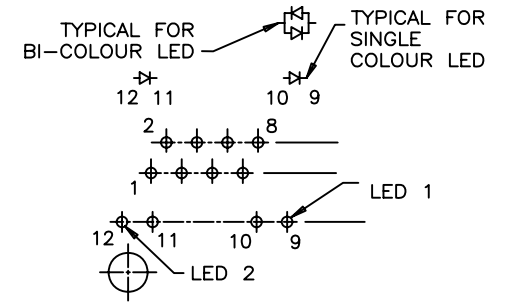 TYPICAL FOR
BI-COLOUR LED
TYPICAL FOR
SINGLE
COLOUR LED
12 11
10 9
2
8
1
LED 1
12
11
10
9
LED 2